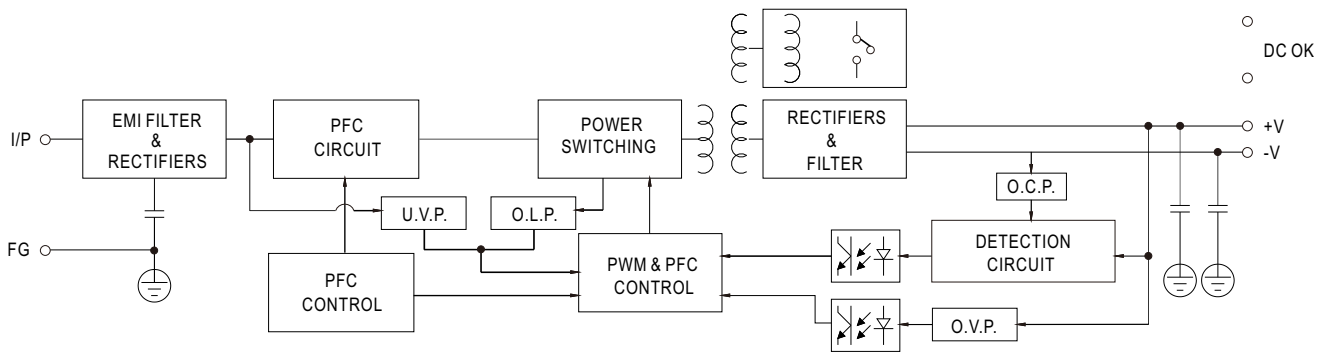 DC OK
I/P
EMI FILTER
&
RECTIFIERS
PFC
CIRCUIT
POWER
SWITCHING
RECTIFIERS
&
FILTER
+V
-V
O.C.P.
U.V.P.
O.L.P.
FG
DETECTION
CIRCUIT
PFC
CONTROL
PWM & PFC
CONTROL
O.V.P.